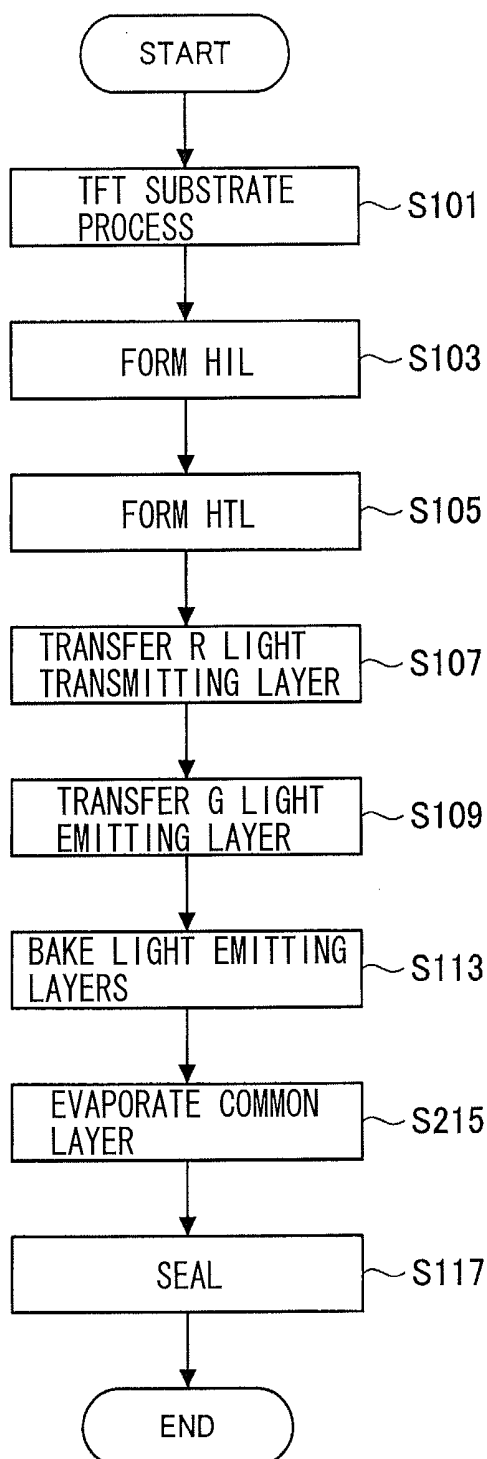 START
TFT SUBSTRATE
PROCESS
S101
FORM HIL
S103
FORM HTL
S105
TRANSFER R LIGHT
TRANSMITTING LAYER
S107
TRANSFER G LIGHT
EMITTING LAYER
S109
BAKE LIGHT EMITTING
LAYERS
S113
EVAPORATE COMMON
LAYER
S215
SEAL
S117
END